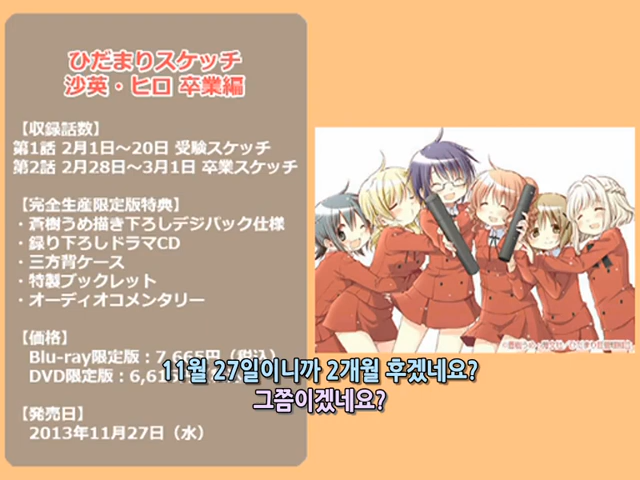 ひだまりスケッチ
沙英・ヒロ 卒業編
【収録話数】
第1話 2月1日～20日 受験スケッチ
第2話 2月28日～3月1日 卒業スケッチ
【完全生産限定版特典】
・蒼樹うめ描き下ろしデジパック仕様
・録り下ろしドラマCD
・三方背ケース
・特製ブックレット
・オーディオコメンタリー
【価格】
Blu-ray限定版：7,665円（税込）
DVD限定版：6,61
11월 27일이니까 2개월 후겠네요?
그쯤이겠네요?
【発売日】
2013年11月27日（水）